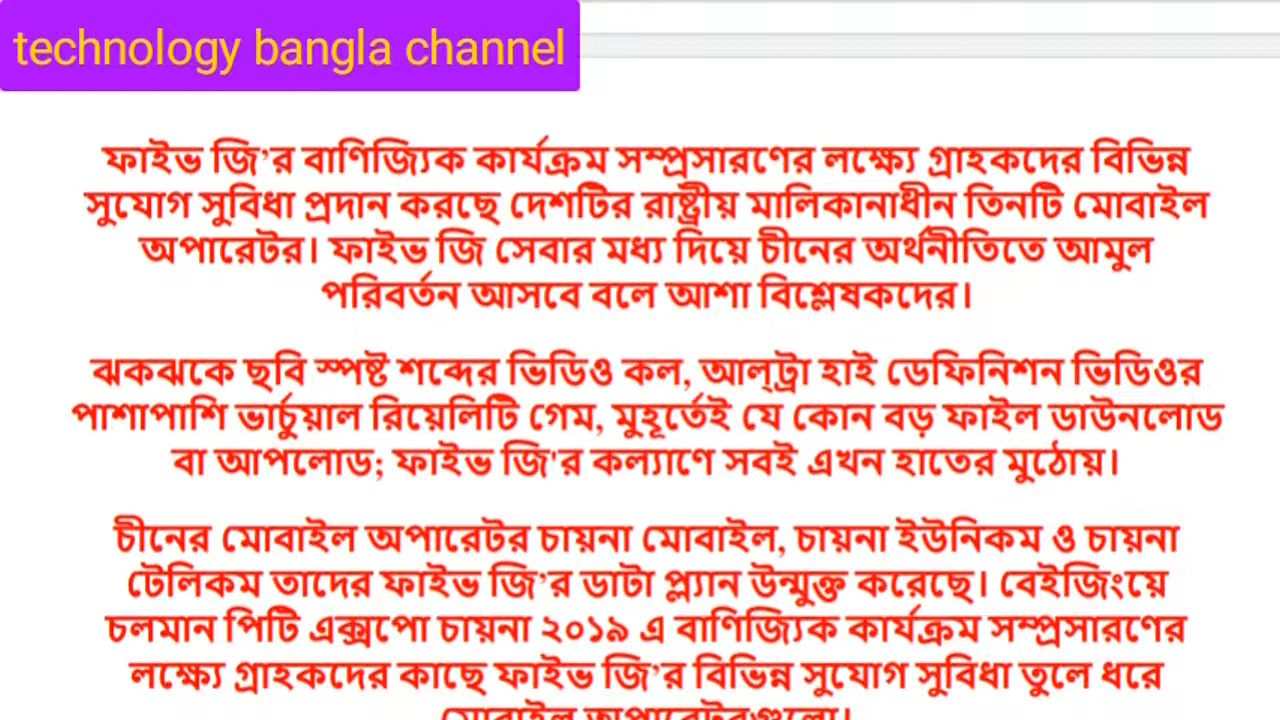 technology bangla channel
ফাইভ জি’র বাণিজ্যিক কার্যক্রম সম্প্রসারণের লক্ষ্যে গ্রাহকদের বিভিন্ন
সুযোগ সুবিধা প্রদান করছে দেশটির রাষ্ট্রীয় মালিকানাধীন তিনটি মোবাইল
অপারেটর। ফাইভ জি সেবার মধ্য দিয়ে চীনের অর্থনীতিতে আমুল
পরিবর্তন আসবে বলে আশা বিশ্লেষকদের।
ঝকঝকে ছবি স্পষ্ট শব্দের ভিডিও কল, আল্ট্রা হাই ডেফিনিশন ভিডিওর
পাশাপাশি ভার্চুয়াল রিয়েলিটি গেম, মুহূর্তেই যে কোন বড় ফাইল ডাউনলোড
বা আপলোড; ফাইভ জি'র কল্যাণে সবই এখন হাতের মুঠোয়।
চীনের মোবাইল অপারেটর চায়না মোবাইল, চায়না ইউনিকম ও চায়না
টেলিকম তাদের ফাইভ জি’র ডাটা প্ল্যান উন্মুক্ত করেছে। বেইজিংয়ে
চলমান পিটি এক্সপো চায়না ২০১৯ এ বাণিজ্যিক কার্যক্রম সম্প্রসারণের
লক্ষ্যে গ্রাহকদের কাছে ফাইভ জি’র বিভিন্ন সুযোগ সুবিধা তুলে ধরে
মোবাইল অপারেটরগুলো।